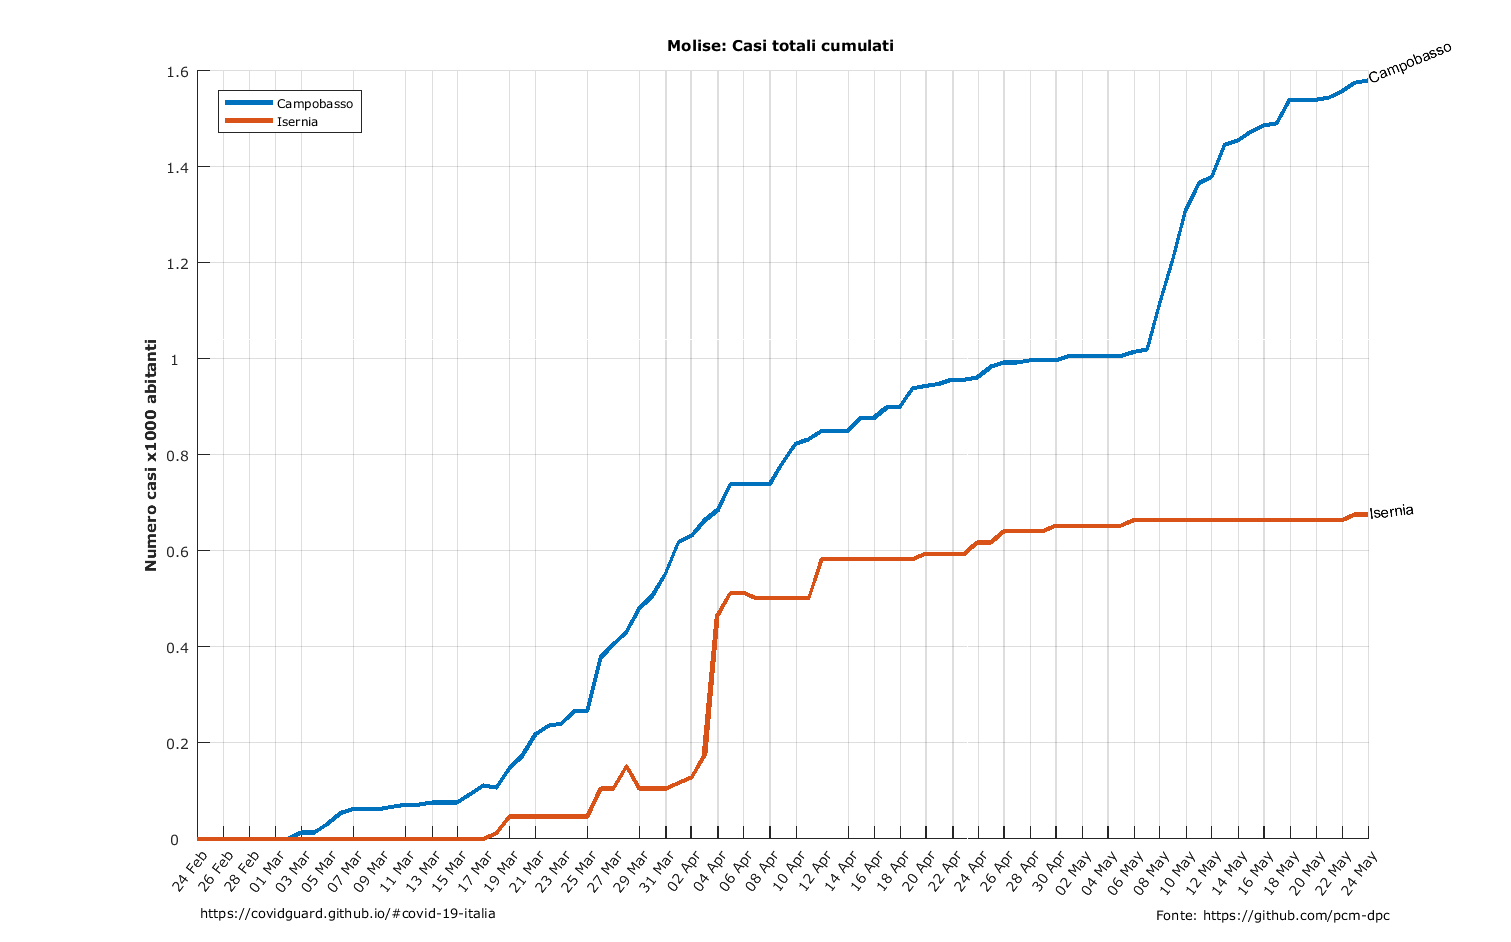 Molise: Casi totali cumulati
Campobasso
Isernia
Numero casi x1000 abitanti
1.6
1.4
1.2
1
0.8
0.6
0.4
0.2
0
Campobasso
Isernia
24 Feb
26 Feb
28 Feb
01 Mar
03 Mar
05 Mar
07 Mar
09 Mar
11 Mar
13 Mar
15 Mar
17 Mar
19 Mar
21 Mar
23 Mar
25 Mar
27 Mar
29 Mar
31 Mar
02 Apr
04 Apr
06 Apr
08 Apr
10 Apr
12 Apr
14 Apr
16 Apr
18 Apr
20 Apr
22 Apr
24 Apr
26 Apr
28 Apr
30 Apr
02 May
04 May
06 May
08 May
10 May
12 May
14 May
16 May
18 May
20 May
22 May
24 May
https://covidguard.github.io/#covid-19-italia
Fonte: https://github.com/pcm-dpc